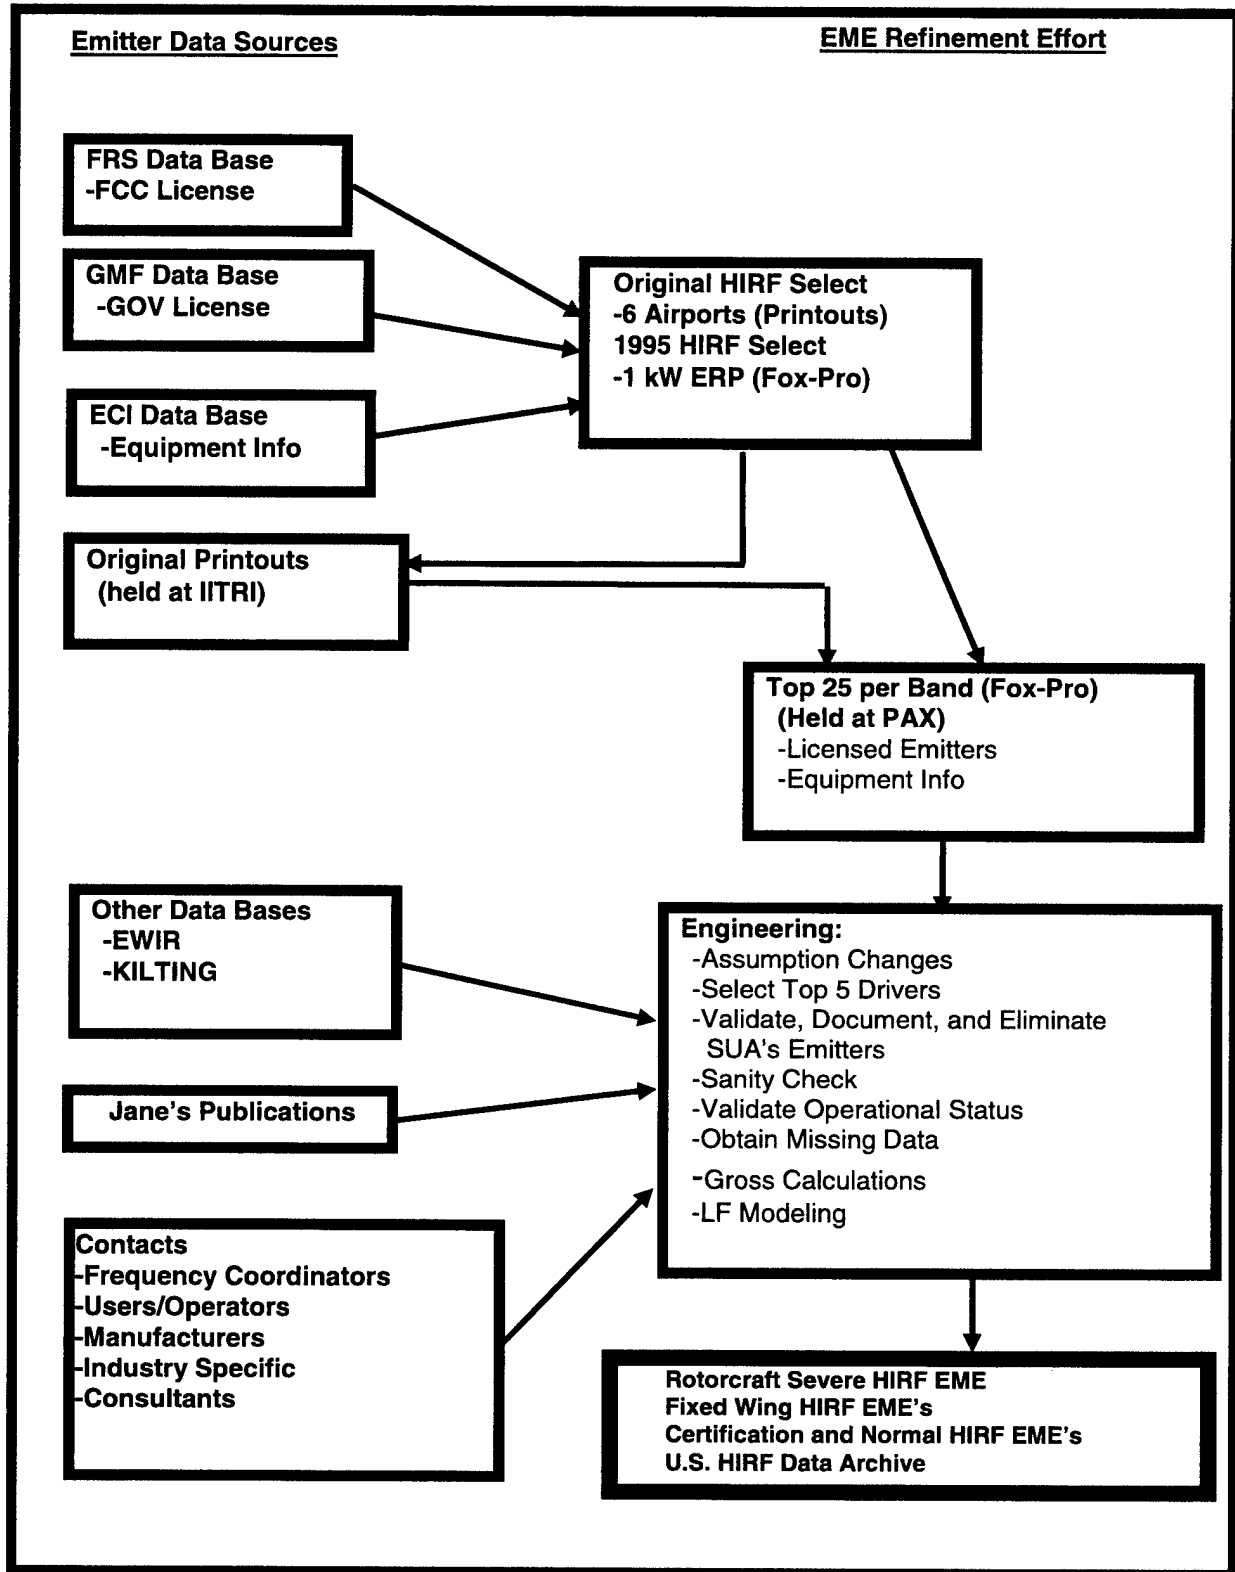 Emitter Data Sources
EME Refinement Effort
FRS Data Base
-FCC License
GMF Data Base
-GOV License
ECI Data Base
-Equipment Info
Original HIRF Select
-6 Airports (Printouts)
1995 HIRF Select
-1 kW ERP (Fox-Pro)
Original Printouts
(held at IITRI)
Top 25 per Band (Fox-Pro)
(Held at PAX)
-Licensed Emitters
-Equipment Info
Other Data Bases
-EWIR
-KILTING
Jane's Publications
Contacts
-Frequency Coordinators
-Users/Operators
-Manufacturers
-Industry Specific
-Consultants
Engineering:
-Assumption Changes
-Select Top 5 Drivers
-Validate, Document, and Eliminate
SUA's Emitters
-Sanity Check
-Validate Operational Status
-Obtain Missing Data
-Gross Calculations
-LF Modeling
Rotorcraft Severe HIRF EME
Fixed Wing HIRF EME's
Certification and Normal HIRF EME's
U.S. HIRF Data Archive